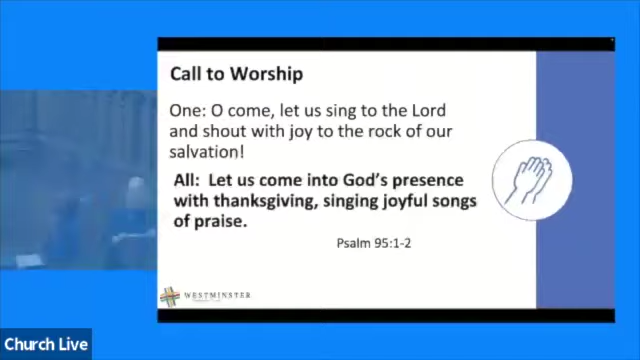 Call to Worship
One: O come, let us sing to the Lord
and shout with joy to the rock of our
salvation!
All: Let us come into God's presence
with thanksgiving, singing joyful songs
of praise.
Psalm 95:1-2
WESTMINSTER
Church Live